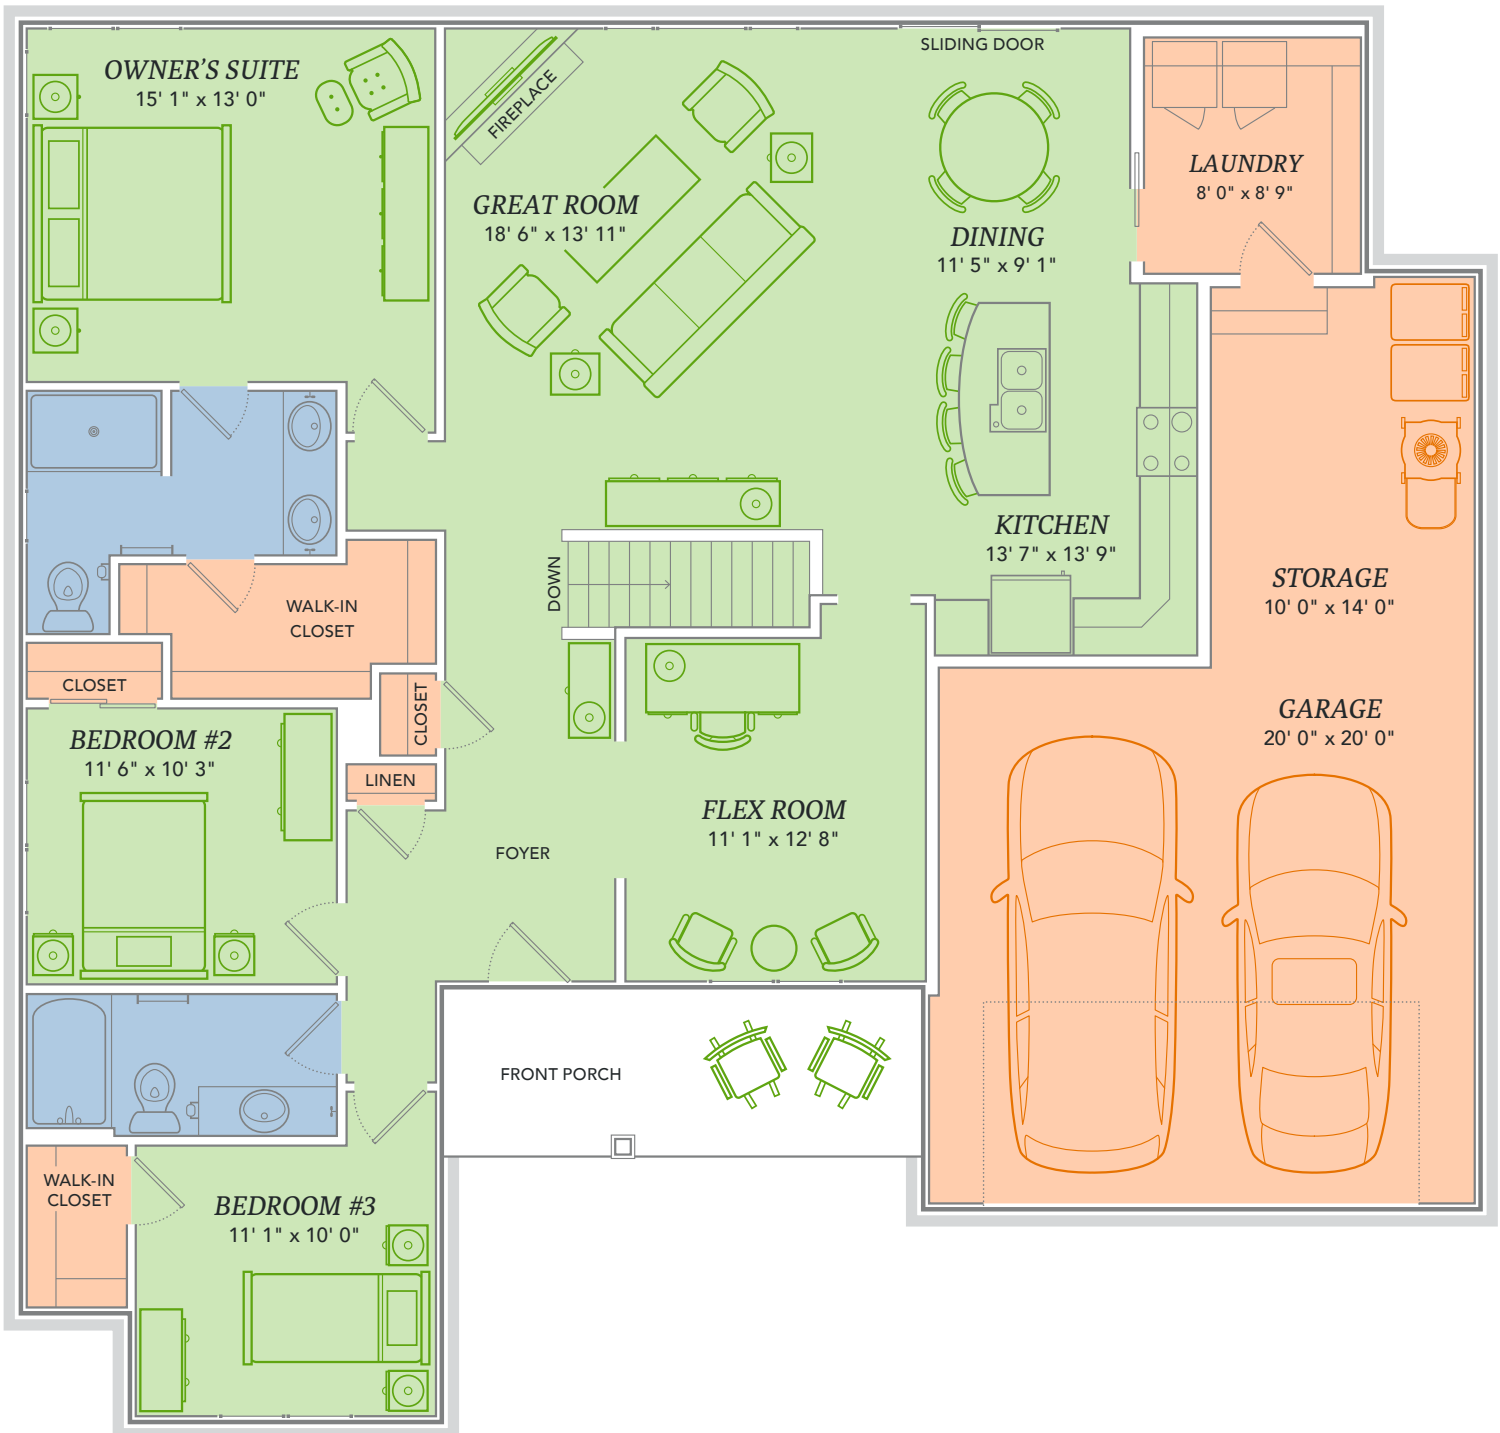 OWNER'S SUITE
15' 1" x 13' 0"
FIREPLACE
GREAT ROOM
18' 6" x 13' 11"
SLIDING DOOR
DINING
11' 5" x 9' 1"
LAUNDRY
8' 0" x 8' 9"
KITCHEN
13' 7" x 13' 9"
STORAGE
10' 0" x 14' 0"
DOWN
WALK-IN
CLOSET
CLOSET
CLOSET
LINEN
BEDROOM #2
11' 6" x 10' 3"
GARAGE
20' 0" x 20' 0"
FLEX ROOM
11' 1" x 12' 8"
FOYER
FRONT PORCH
WALK-IN
CLOSET
BEDROOM #3
11' 1" x 10' 0"